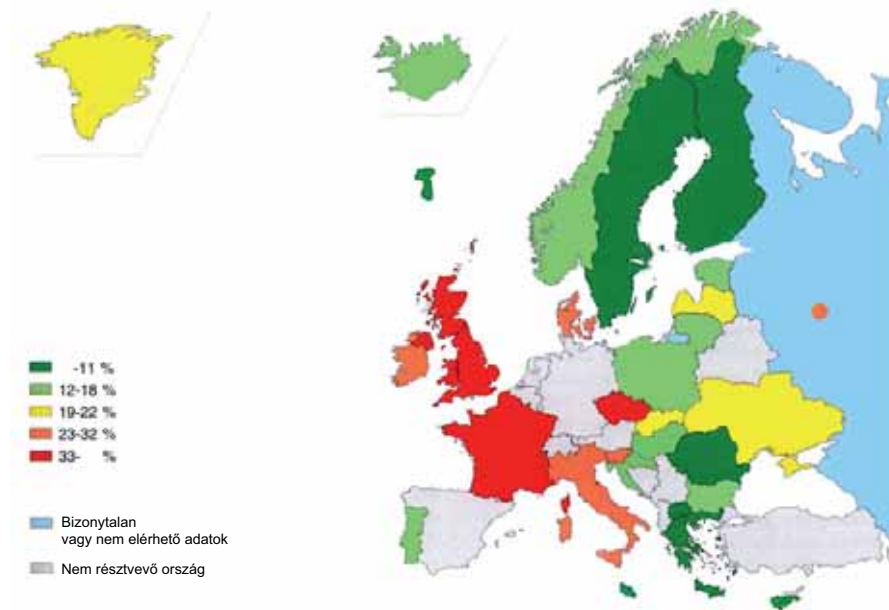 -11 %
12-18 %
19-22 %
23-32 %
33- %
Bizonytalan
vagy nem elérhető adatok
Nem résztvevő ország